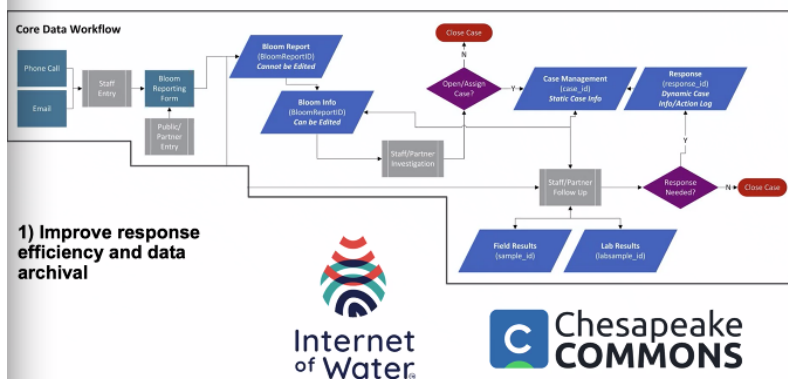 Core Data Workflow
Phone Call
Email
Staff
Entry
Bloom
Reporting
Form
Public/
Partner
Entry
Bloom Report
(BloomReportID)
Cannot be Edited
Bloom Info
(BloomReportID)
Can be Edited
Staff/Partner
Investigation
Close Case
N
Open/Assign
Case?
Y
Case Management
(case_id)
Static Case Info
Response
(response_id)
Dynamic Case
Info/Action Log
Y
Staff/Partner
Follow Up
Response
Needed?
N
Close Case
Field Results
(sample_id)
Lab Results
(labsample_id)
1) Improve response
efficiency and data
archival
Internet
of Water
C
Chesapeake
COMMONS